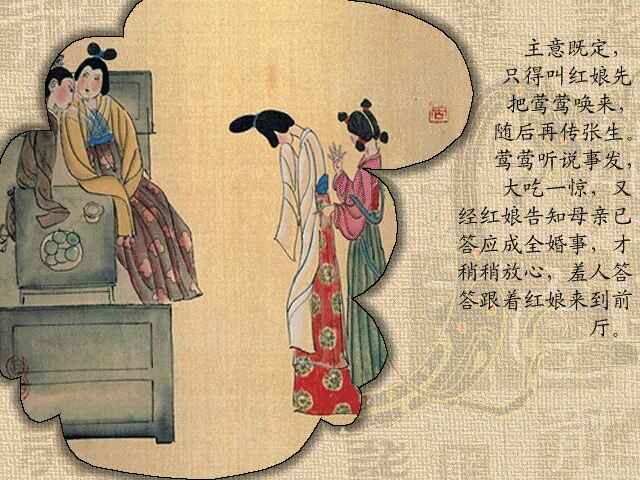 主意既定，
只得叫红娘先
把莺莺唤来，
随后再传张生。
莺莺听说事发，
大吃一惊，又
经红娘告知母亲已
答应成全婚事，才
稍稍放心，羞人答
答跟着红娘来到前
厅。